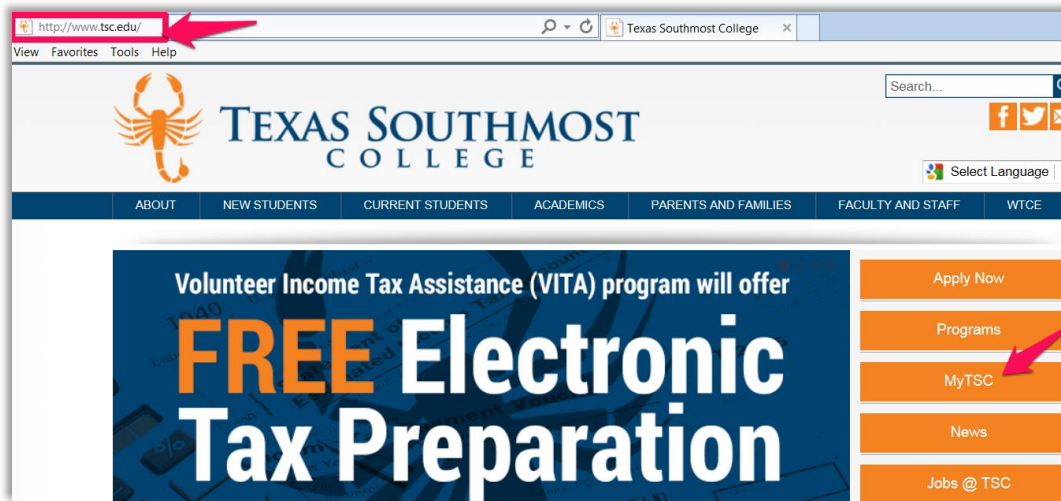 http://www.tsc.edu/
Texas Southmost College
View Favorites Tools Help
Search...
TEXAS SOUTHMOST
COLLEGE
Select Language
ABOUT NEW STUDENTS CURRENT STUDENTS ACADEMICS PARENTS AND FAMILIES FACULTY AND STAFF WTCE
Volunteer Income Tax Assistance (VITA) program will offer
FREE Electronic
Tax Preparation
Apply Now
Programs
MyTSC
News
Jobs @ TSC